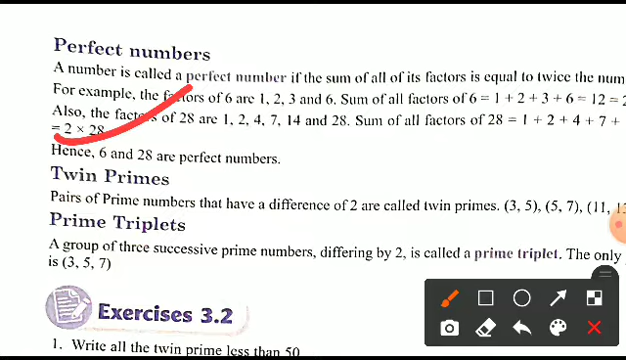 Perfect numbers
A number is called a perfect number if the sum of all of its factors is equal to twice the num
For example, the factors of 6 are 1, 2, 3 and 6. Sum of all factors of 6 = 1 + 2 + 3 + 6 = 12 = 2
Also, the factors of 28 are 1, 2, 4, 7, 14 and 28. Sum of all factors of 28 = 1 + 2 + 4 + 7 +
= 2 × 28
Hence, 6 and 28 are perfect numbers.
Twin Primes
Pairs of Prime numbers that have a difference of 2 are called twin primes. (3, 5), (5, 7), (11, 13
Prime Triplets
A group of three successive prime numbers, differing by 2, is called a prime triplet. The only
is (3, 5, 7)
Exercises 3.2
1. Write all the twin prime less than 50